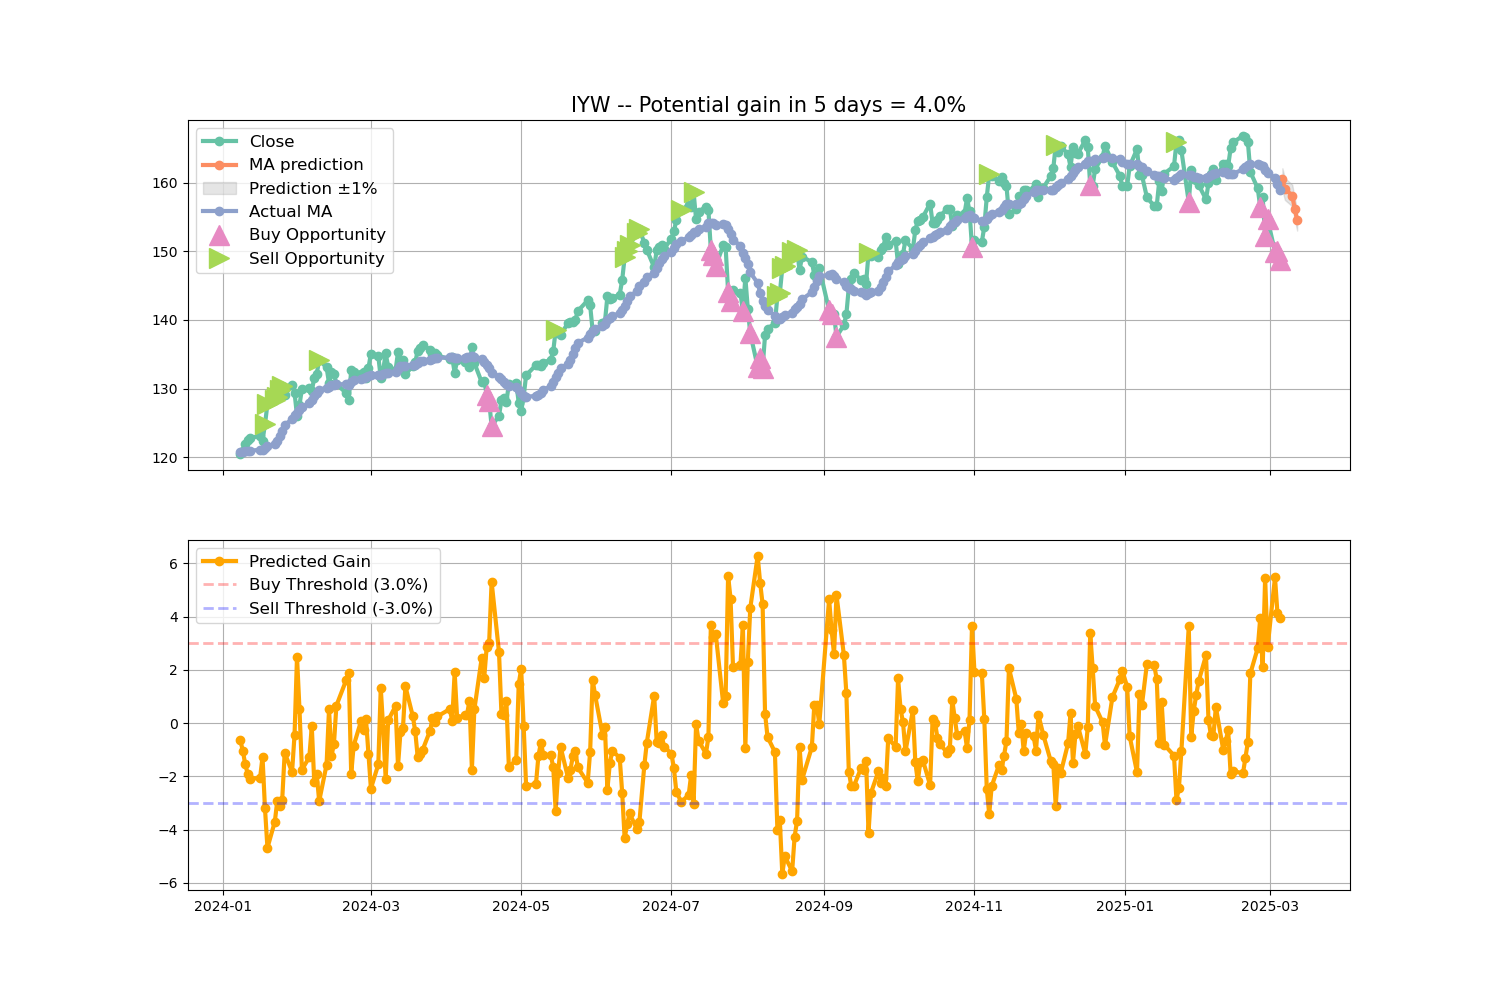 IYW -- Potential gain in 5 days = 4.0%
Close
MA prediction
Prediction ±1%
Actual MA
Buy Opportunity
Sell Opportunity
160
150
140
130
120
Predicted Gain
Buy Threshold (3.0%)
Sell Threshold (-3.0%)
6
4
2
0
−2
−4
−6
2024-01 2024-03 2024-05 2024-07 2024-09 2024-11 2025-01 2025-03